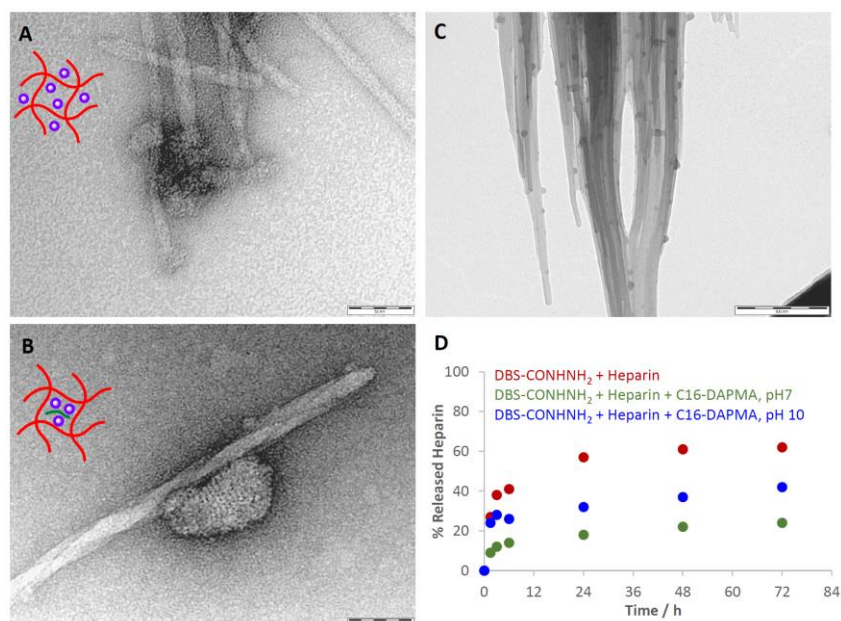 A
B
C
D
DBS-CONHNH₂ + Heparin
DBS-CONHNH₂ + Heparin + C16-DAPMA, pH7
DBS-CONHNH₂ + Heparin + C16-DAPMA, pH 10
% Released Heparin
100
80
60
40
20
0
0 12 24 36 48 60 72 84
Time / h